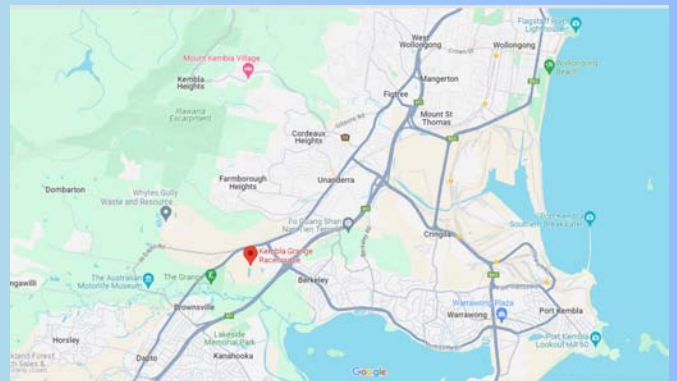 Flagstaff Point
Lighthouse
West
Wollongong
Crown St
Wollongong
Mount Kembla Village
Wollongong
Beach
Kembla
Heights
Mangerton
Figtree
Illawarra
Escarpment
Mount St
Thomas
Cordeaux
Heights
Farmborough
Heights
Unanderra
Dombarton
Whytes Gully
Waste and Resource
Fo Guang Shan
Nan Tien Temple
Port Kembla
Southern Breakwater
Cringila
Kembla Grange
Racecourse
The Australian
Motorlife Museum
The Grange
Berkeley
ngawilli
Brownsville
Warrawong Plaza
Port Kembla
Warrawong
Lakeside
Memorial Park
Horsley
Port Kembla
Lookout Hill 60
Dapto
Kanahooka
Google